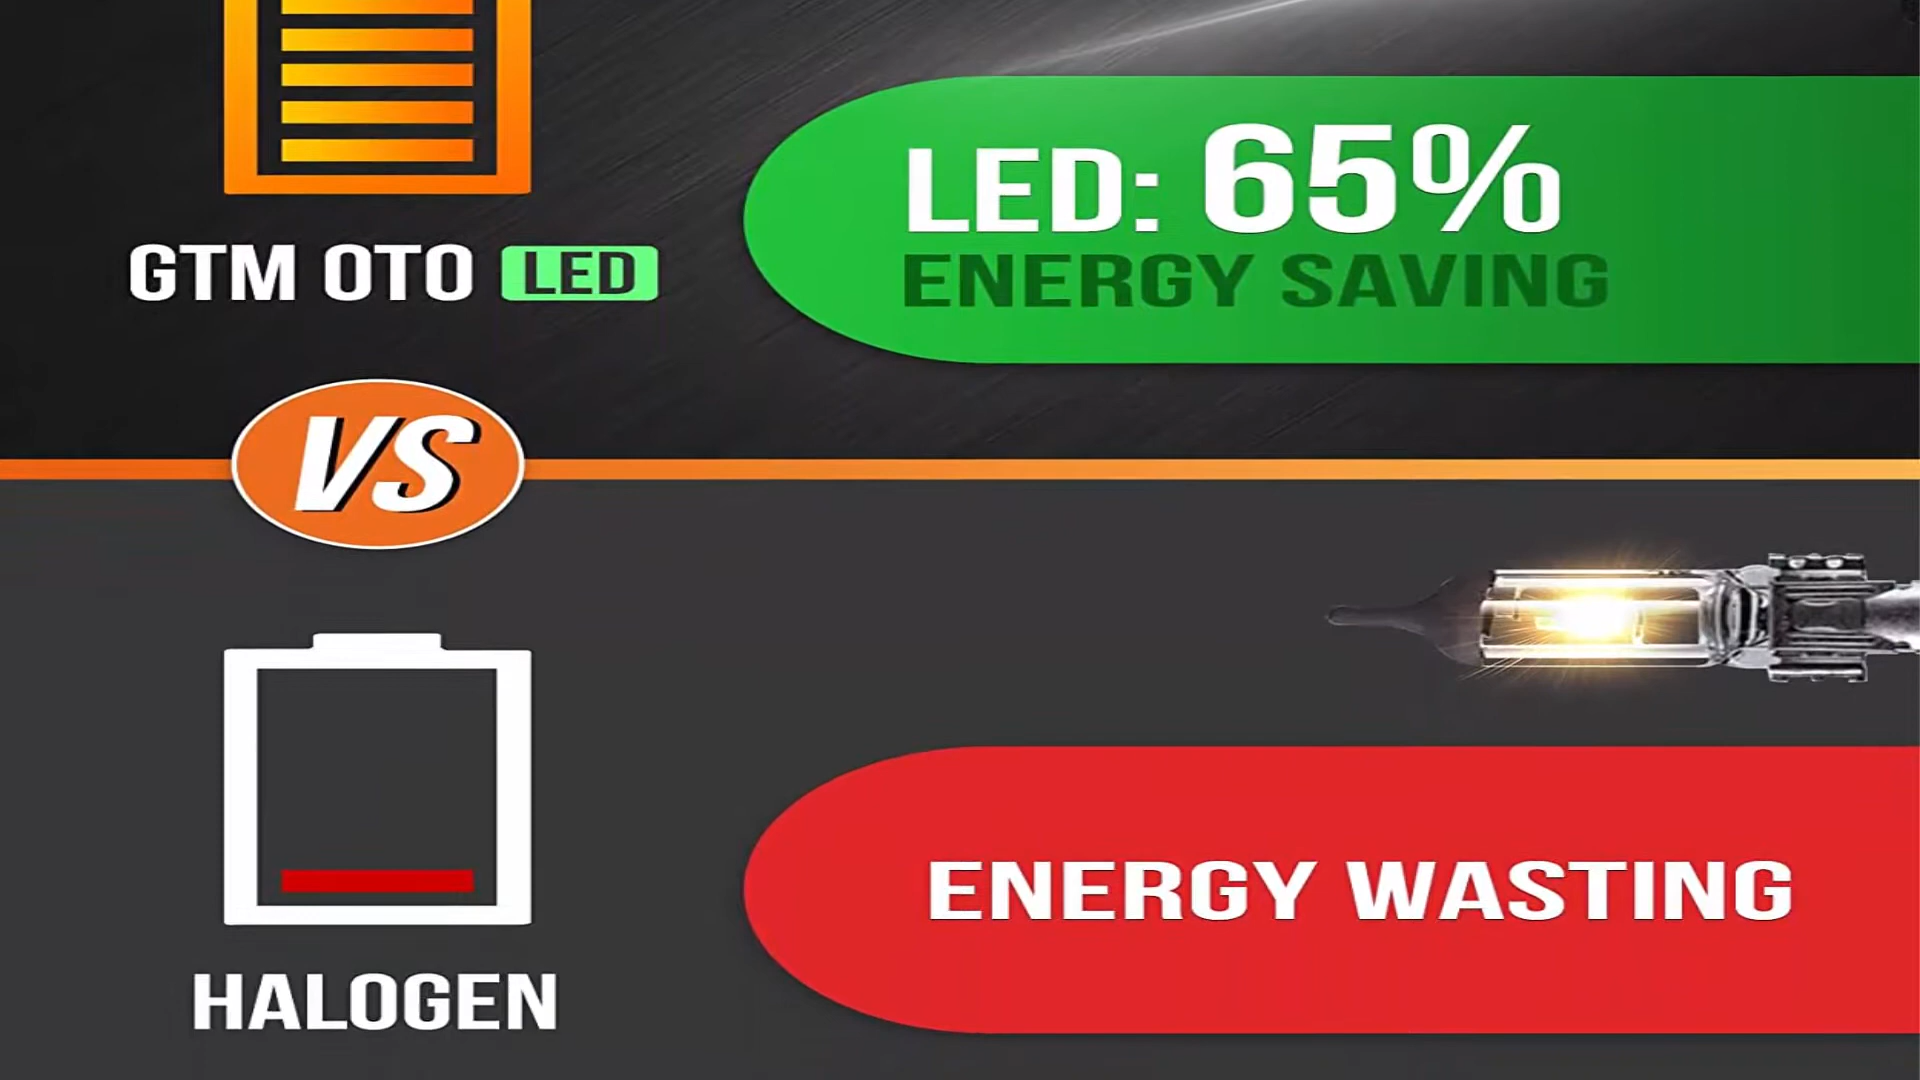 GTM OTO LED
LED: 65%
ENERGY SAVING
VS
HALOGEN
ENERGY WASTING